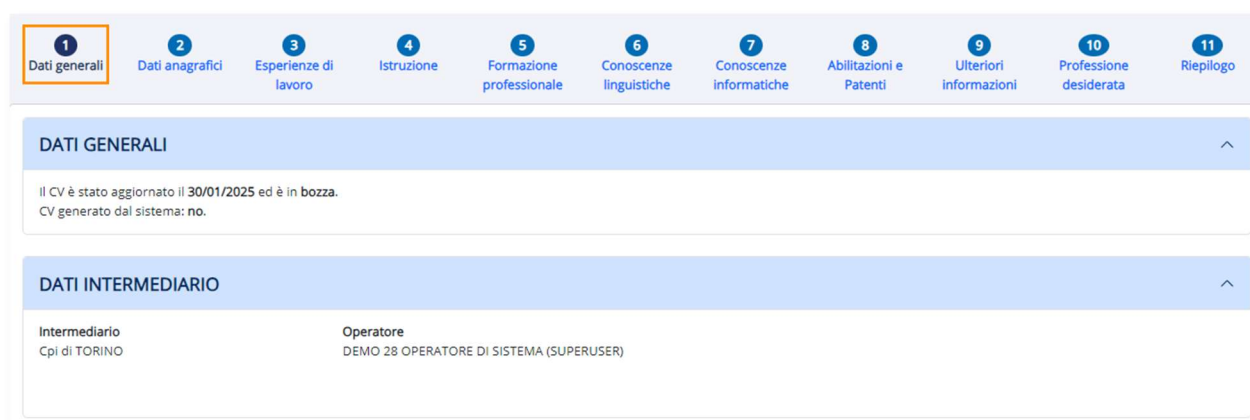 1 2 3 4 5 6 7 8 9 10 11
Dati generali Dati anagrafici Esperienze di Istruzione Formazione Conoscenze Conoscenze Abilitazioni e Ulteriori Professione Riepilogo
lavoro professionale linguistiche informatiche Patenti informazioni desiderata
DATI GENERALI
Il CV è stato aggiornato il 30/01/2025 ed è in bozza.
CV generato dal sistema: no.
DATI INTERMEDIARIO
Intermediario Operatore
Cpi di TORINO DEMO 28 OPERATORE DI SISTEMA (SUPERUSER)